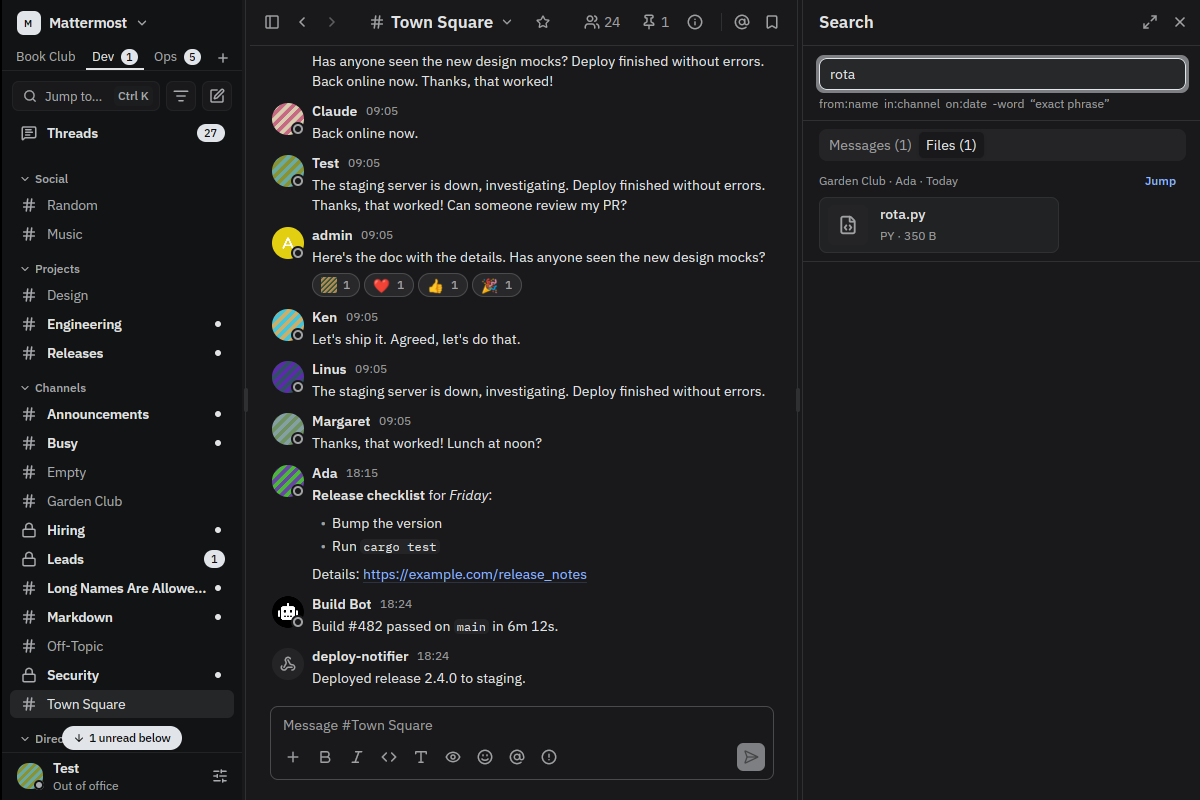 M Mattermost
Book Club Dev 1 Ops 5
Jump to... Ctrl K
Threads 27
Social
Random
Music
Projects
Design
Engineering
Releases
Channels
Announcements
Busy
Empty
Garden Club
Hiring
Leads 1
Long Names Are Allowe...
Markdown
Off-Topic
Security
Town Square
Direc
1 unread below
Test
Out of office
Town Square 24 1
Has anyone seen the new design mocks? Deploy finished without errors.
Back online now. Thanks, that worked!
Claude 09:05
Back online now.
Test 09:05
The staging server is down, investigating. Deploy finished without errors.
Thanks, that worked! Can someone review my PR?
A admin 09:05
Here's the doc with the details. Has anyone seen the new design mocks?
1 1 1 1
Ken 09:05
Let's ship it. Agreed, let's do that.
Linus 09:05
The staging server is down, investigating. Deploy finished without errors.
Margaret 09:05
Thanks, that worked! Lunch at noon?
Ada 18:15
Release checklist for Friday:
Bump the version
Run cargo test
Details: https://example.com/release_notes
Build Bot 18:24
Build #482 passed on main in 6m 12s.
deploy-notifier 18:24
Deployed release 2.4.0 to staging.
Message #Town Square
Search
rota
from:name in:channel on:date -word “exact phrase”
Messages (1) Files (1)
Garden Club · Ada · Today Jump
rota.py
PY · 350 B